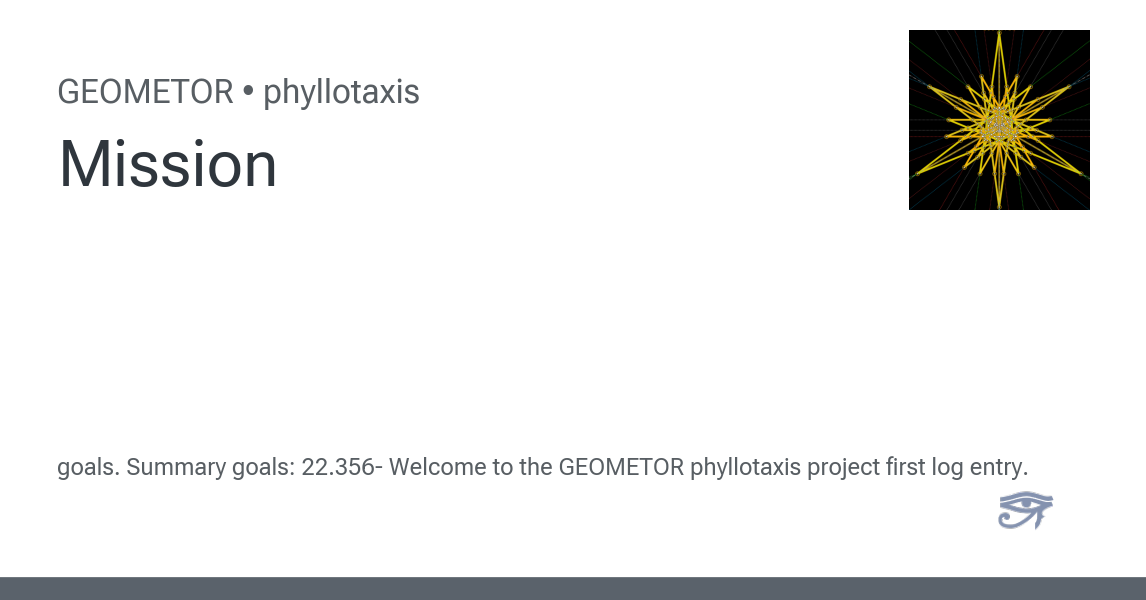 GEOMETOR • phyllotaxis
Mission
goals. Summary goals: 22.356- Welcome to the GEOMETOR phyllotaxis project first log entry.